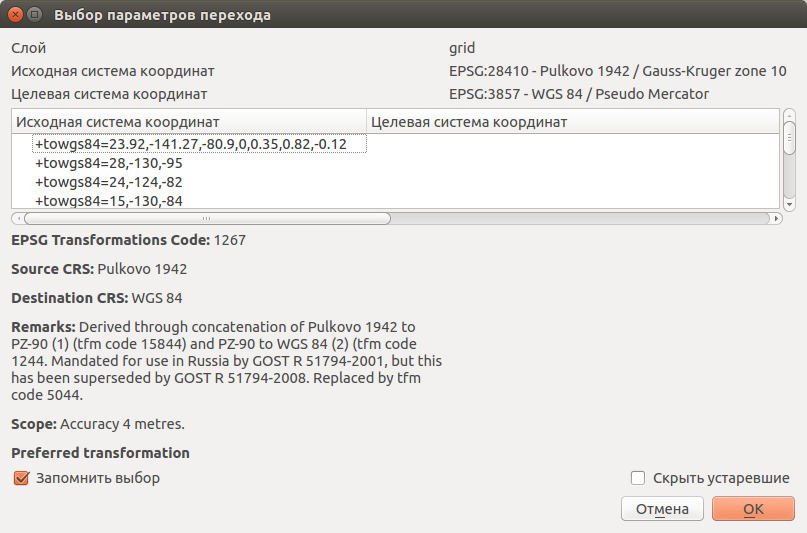 Выбор параметров перехода
Слой grid
Исходная система координат EPSG:28410 - Pulkovo 1942 / Gauss-Kruger zone 10
Целевая система координат EPSG:3857 - WGS 84 / Pseudo Mercator
Исходная система координат Целевая система координат
+towgs84=23.92,-141.27,-80.9,0,0.35,0.82,-0.12
+towgs84=28,-130,-95
+towgs84=24,-124,-82
+towgs84=15,-130,-84
EPSG Transformations Code: 1267
Source CRS: Pulkovo 1942
Destination CRS: WGS 84
Remarks: Derived through concatenation of Pulkovo 1942 to
PZ-90 (1) (tfm code 15844) and PZ-90 to WGS 84 (2) (tfm code
1244. Mandated for use in Russia by GOST R 51794-2001, but this
has been superseded by GOST R 51794-2008. Replaced by tfm
code 5044.
Scope: Accuracy 4 metres.
Preferred transformation
Запомнить выбор Скрыть устаревшие
Отмена OK